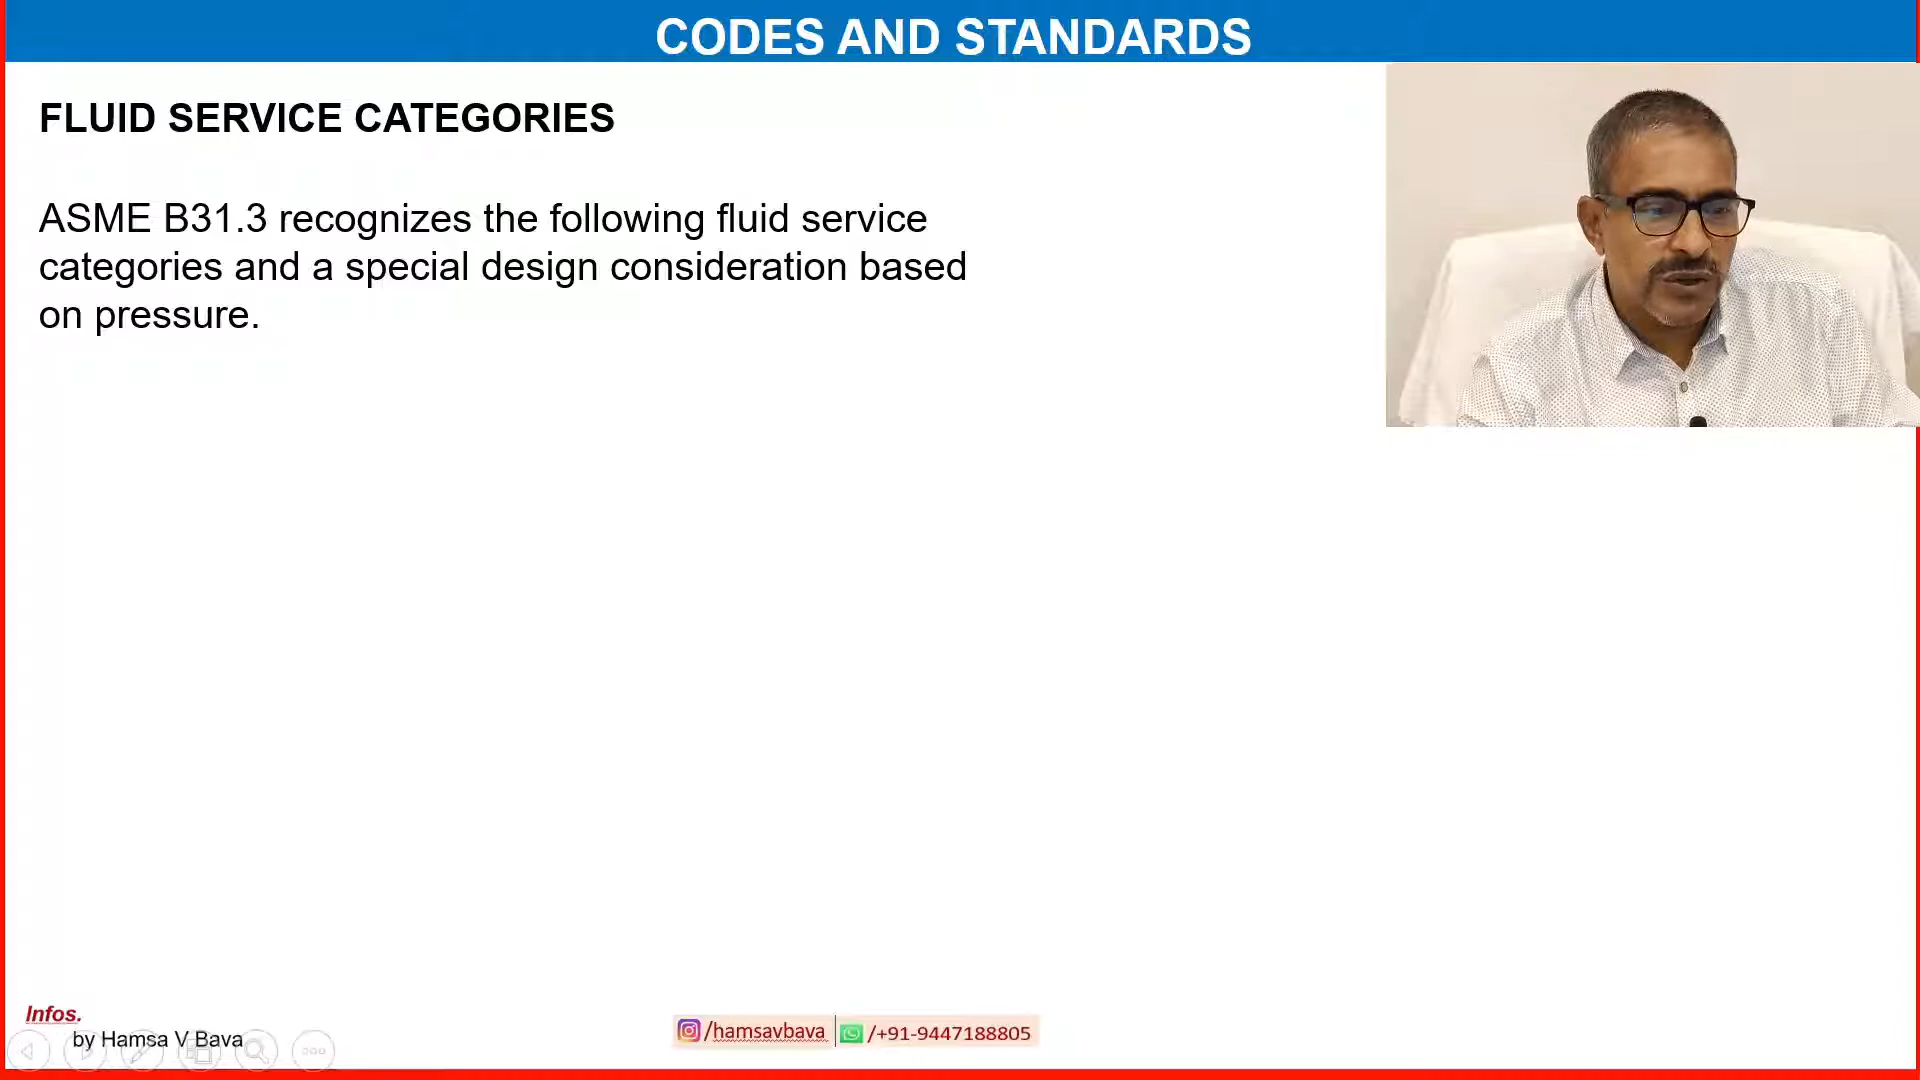 CODES AND STANDARDS
FLUID SERVICE CATEGORIES
ASME B31.3 recognizes the following fluid service
categories and a special design consideration based
on pressure.
Infos.
by Hamsa V Bava
/hamsavbava /+91-9447188805